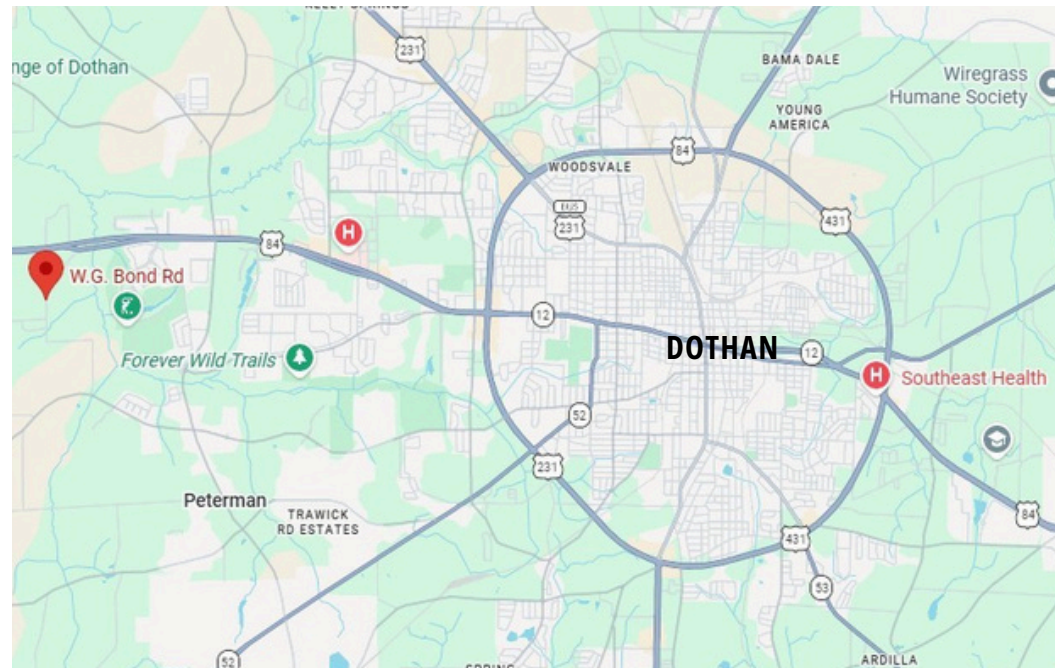 231
BAMA DALE
nge of Dothan
Wiregrass
Humane Society
YOUNG
AMERICA
84
WOODSVALE
BUS
231
431
84
W.G. Bond Rd
12
DOTHAN
12
Forever Wild Trails
Southeast Health
52
231
Peterman
TRAWICK
RD ESTATES
84
431
53
52
ARDILLA